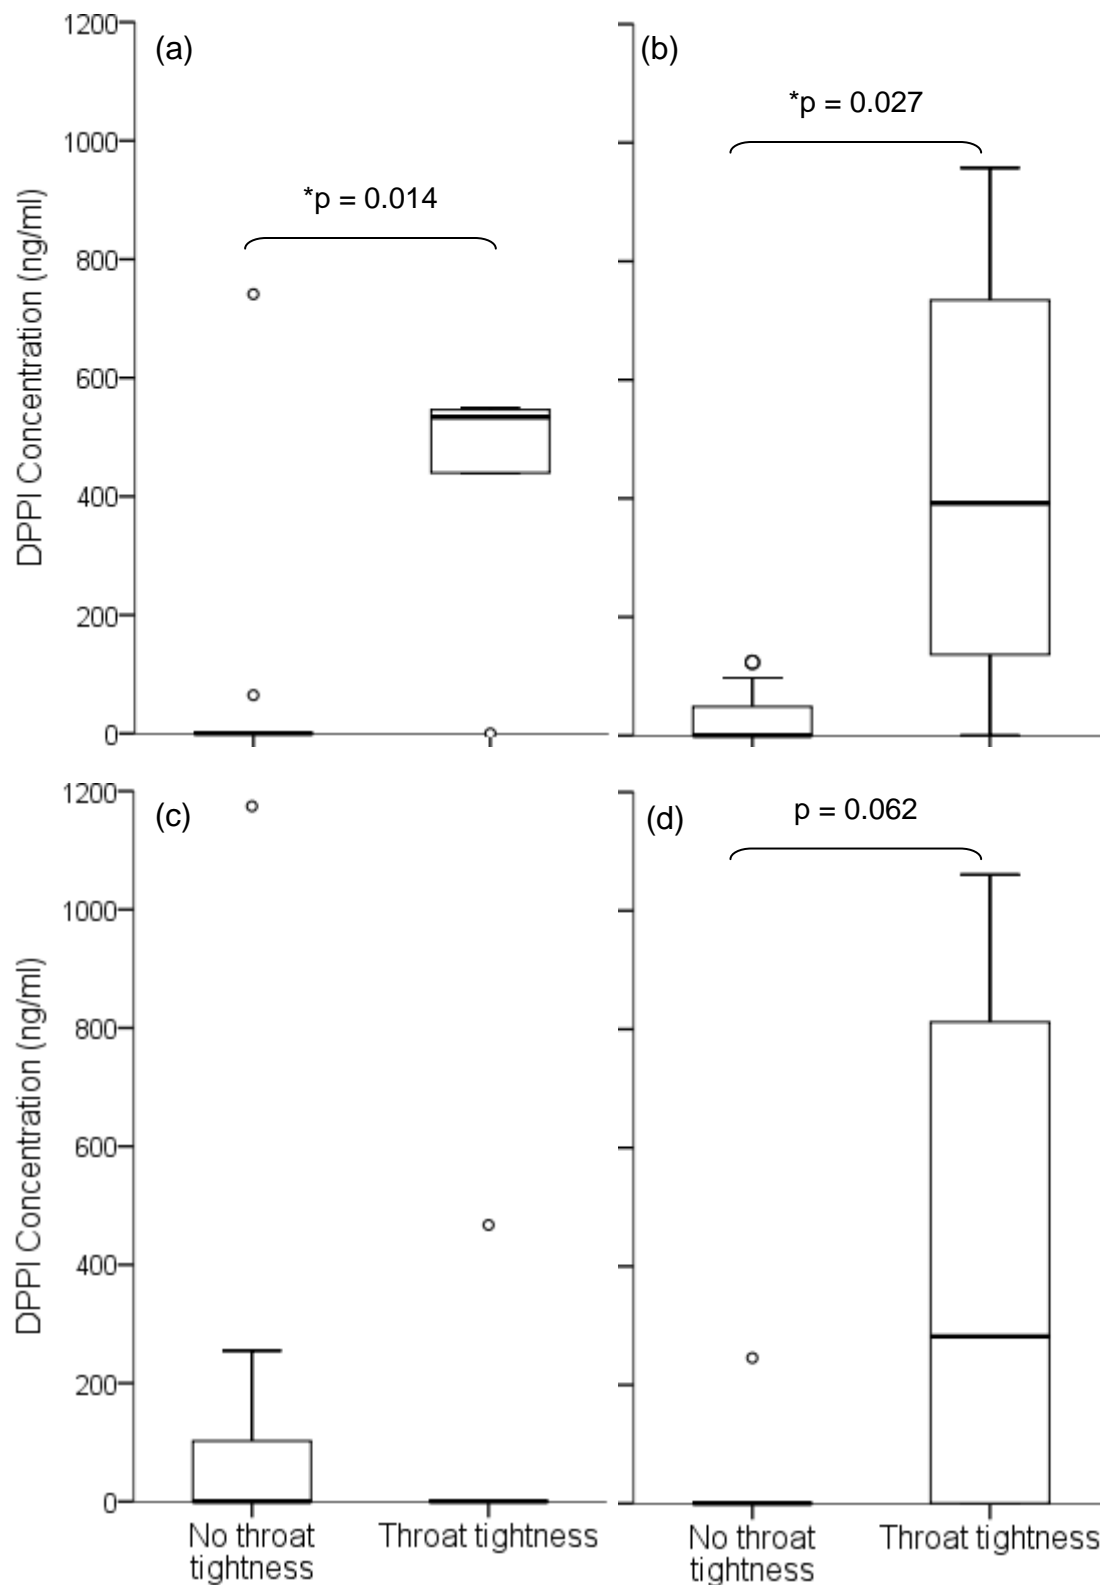 (a)
*p = 0.014
DPPI Concentration (ng/ml)
1200
1000
800
600
400
200
0
(b)
*p = 0.027
(c)
DPPI Concentration (ng/ml)
1200
1000
800
600
400
200
0
No throat
tightness
Throat tightness
(d)
p = 0.062
No throat
tightness
Throat tightness